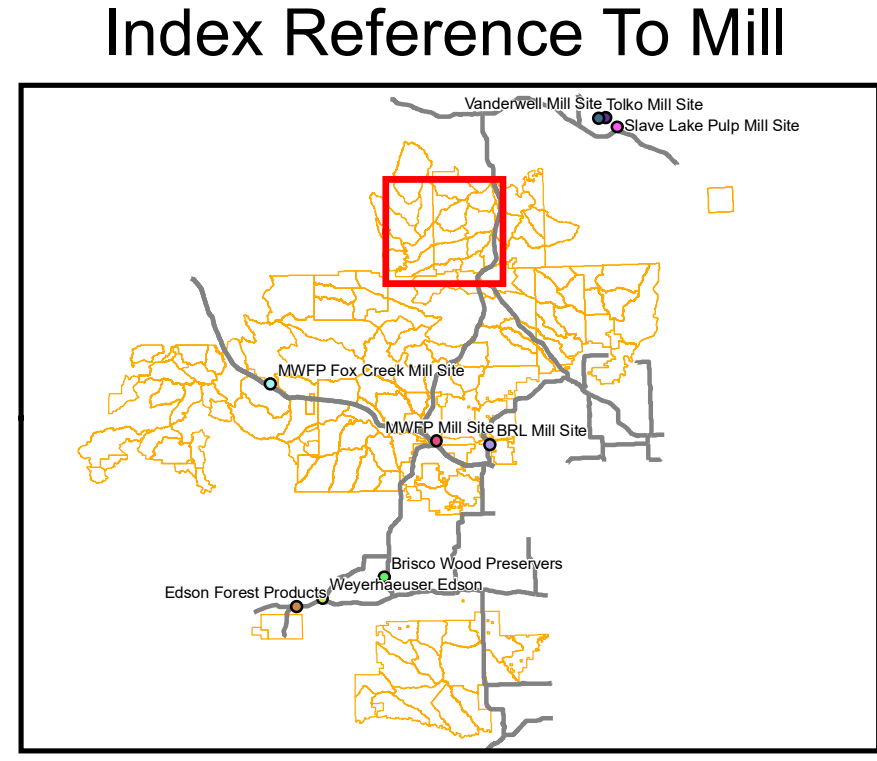 Index Reference To Mill
Vanderwell Mill Site
Tolko Mill Site
Slave Lake Pulp Mill Site
MWFP Fox Creek Mill Site
MWFP Mill Site
BRL Mill Site
Brisco Wood Preservers
Weyerhaeuser Edson
Edson Forest Products